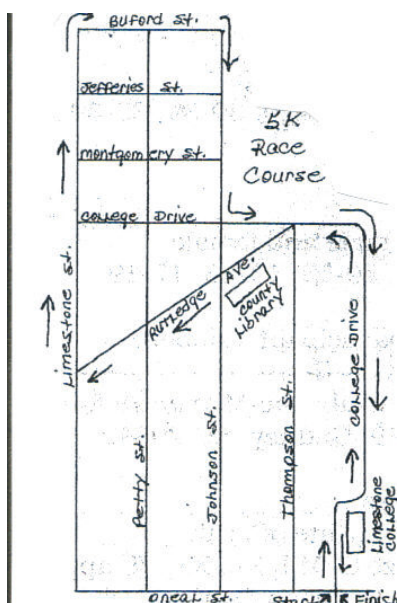 Buford St.
Jefferies St.
5K
Race
Course
Montgomery St.
College Drive
Rutledge Ave.
County
Library
Limestone St.
Petty St.
Johnson St.
Thompson St.
College Drive
Limestone
College
Oneal St.
Start
Finish